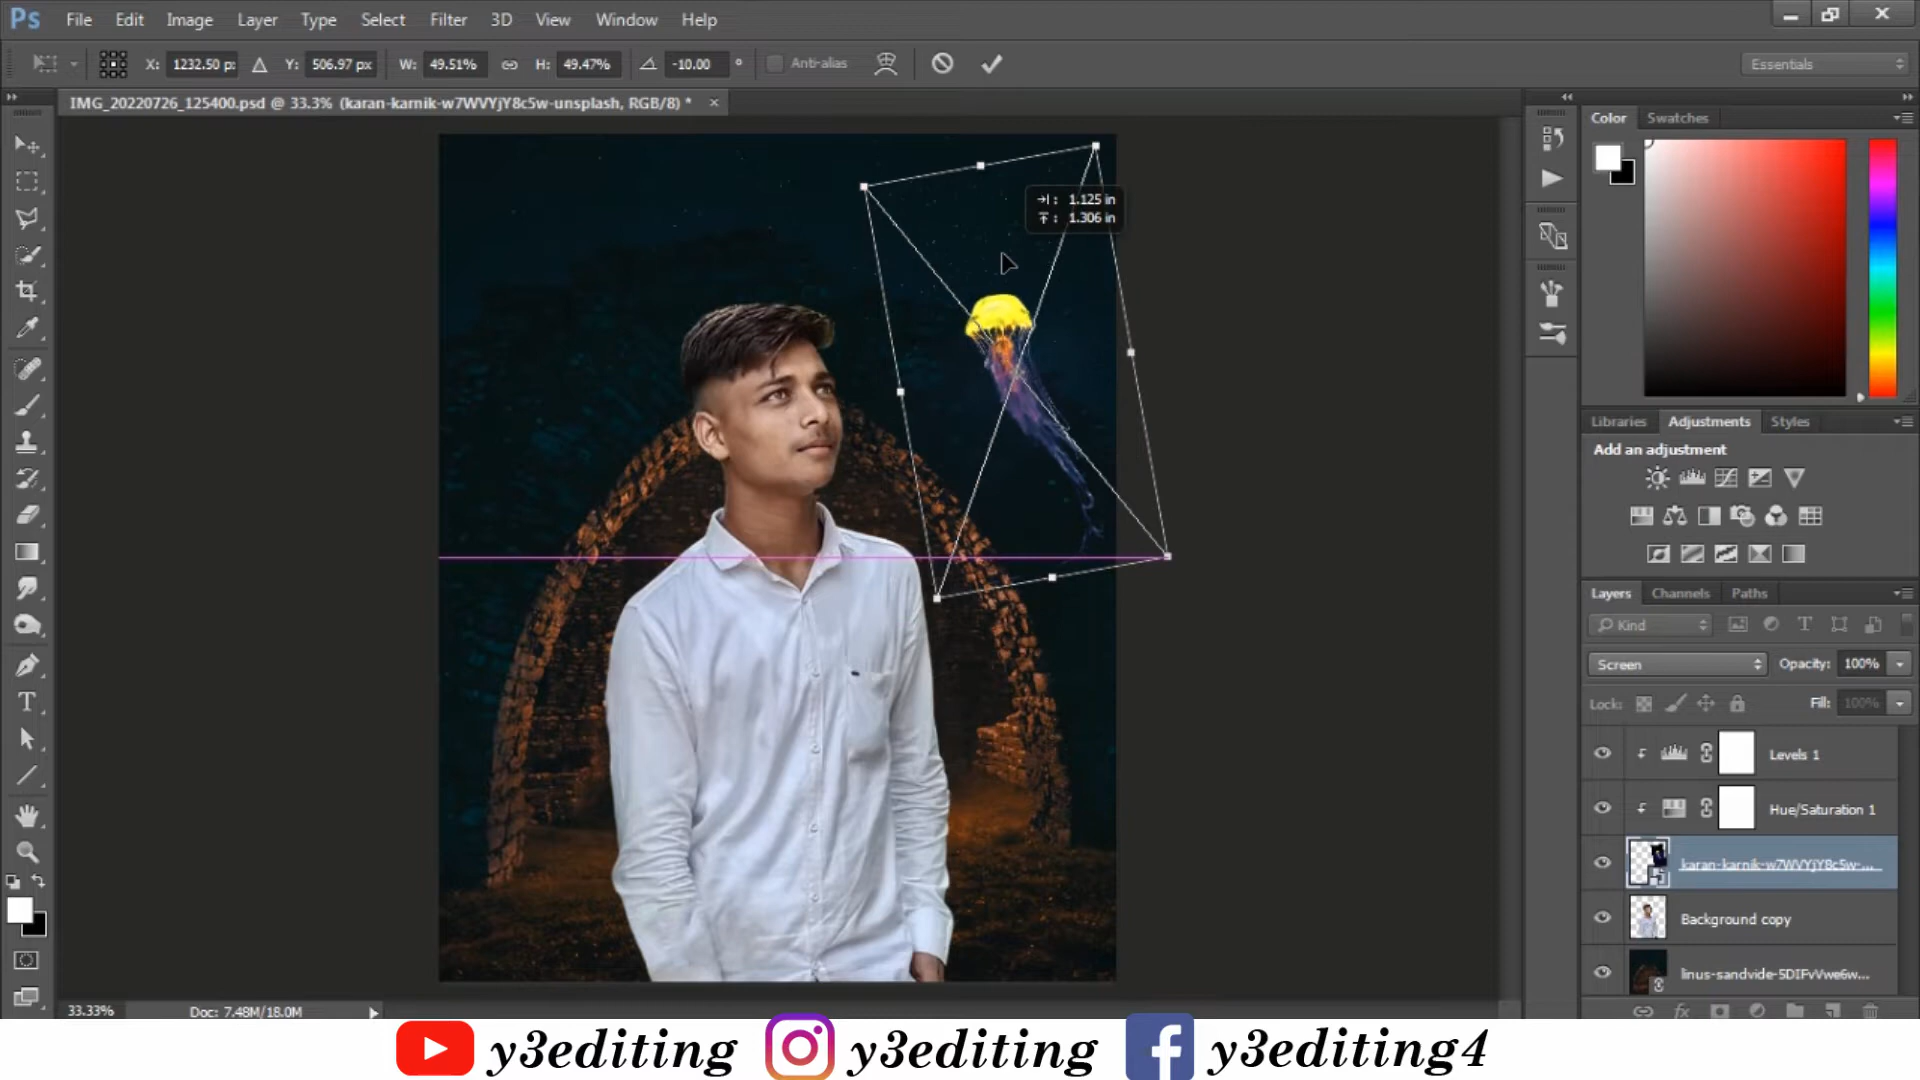 Ps File Edit Image Layer Type Select Filter 3D View Window Help
X: 1232.50 p: Y: 506.97 px W: 49.51% H: 49.47% -10.00 ° Anti-alias Essentials
IMG_20220726_125400.psd @ 33.3% (karan-karnik-w7WVYjY8c5w-unsplash, RGB/8) * ×
Color Swatches
→I : 1.125 in
1.306 in
Libraries Adjustments Styles
Add an adjustment
Layers Channels Paths
Kind
Screen Opacity: 100%
Lock: Fill: 100%
Levels 1
Hue/Saturation 1
karan-karnik-w7WVYjY8c5w-...
Background copy
linus-sandvide-5DIFvVwe6w...
33.33% Doc: 7.48M/18.0M
y3editing y3editing y3editing4